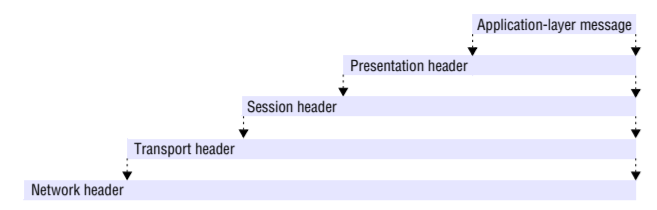 Application-layer message
Presentation header
Session header
Transport header
Network header